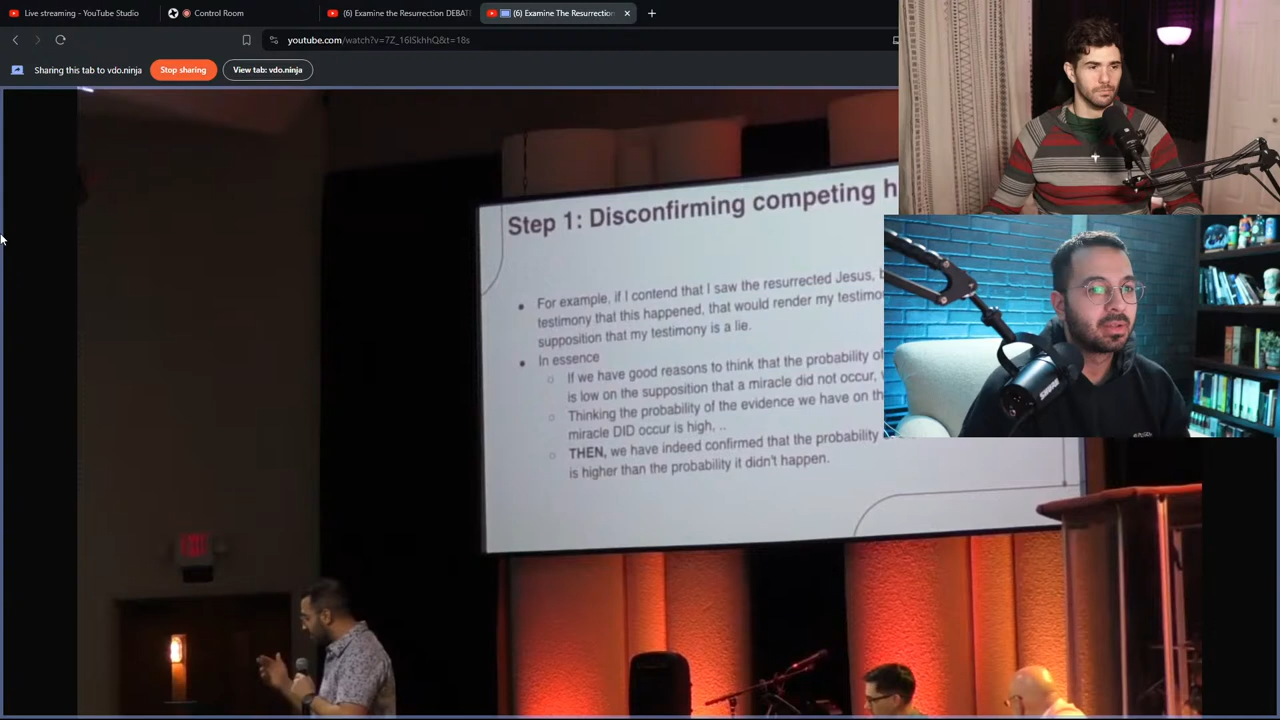 Live streaming - YouTube Studio
Control Room
(6) Examine the Resurrection DEBAT
(6) Examine The Resurrection
youtube.com/watch?v=7Z_16ISkhhQ&t=18s
Sharing this tab to vdo.ninja
Stop sharing
View tab: vdo.ninja
Step 1: Disconfirming competing h
For example, if I contend that I saw the resurrected Jesus,
testimony that this happened, that would render my testimo
supposition that my testimony is a lie.
In essence
If we have good reasons to think that the probability of
is low on the supposition that a miracle did not occur,
Thinking the probability of the evidence we have on th
miracle DID occur is high, ..
THEN, we have indeed confirmed that the probability
is higher than the probability it didn't happen.
EXIT
SHURE